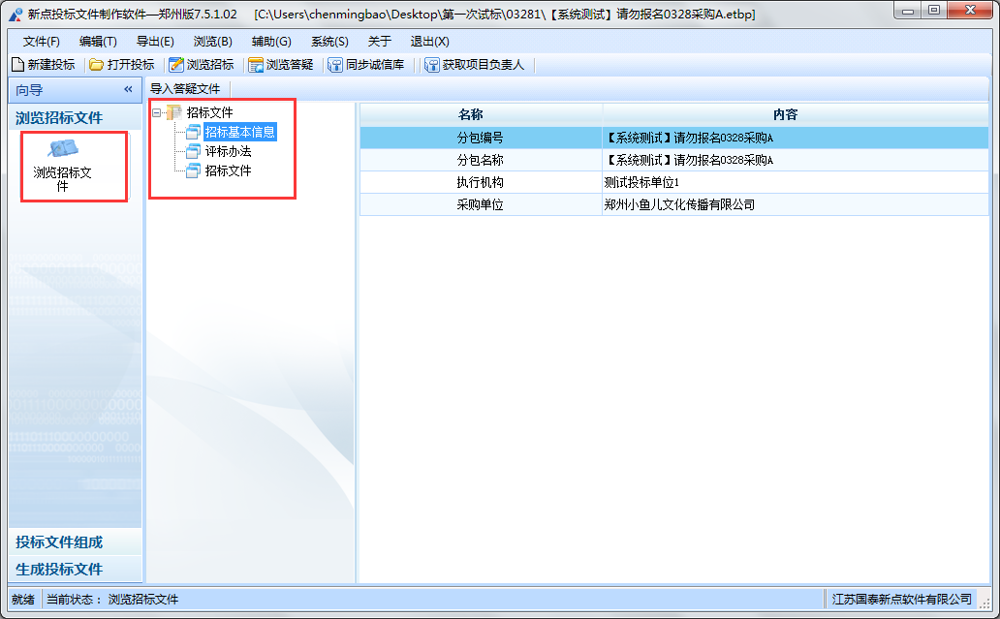 新点投标文件制作软件—郑州版7.5.1.02 [C:\Users\chenmingbao\Desktop\第一次试标\03281\【系统测试】请勿报名0328采购A.etbp]
文件(F) 编辑(T) 导出(E) 浏览(B) 辅助(G) 系统(S) 关于 退出(X)
新建投标 打开投标 浏览招标 浏览答疑 同步诚信库 获取项目负责人
向导 «
浏览招标文件
浏览招标文
件
投标文件组成
生成投标文件
导入答疑文件
招标文件
招标基本信息
评标办法
招标文件
名称 内容
分包编号 【系统测试】请勿报名0328采购A
分包名称 【系统测试】请勿报名0328采购A
执行机构 测试投标单位1
采购单位 郑州小鱼儿文化传播有限公司
就绪 当前状态： 浏览招标文件 江苏国泰新点软件有限公司